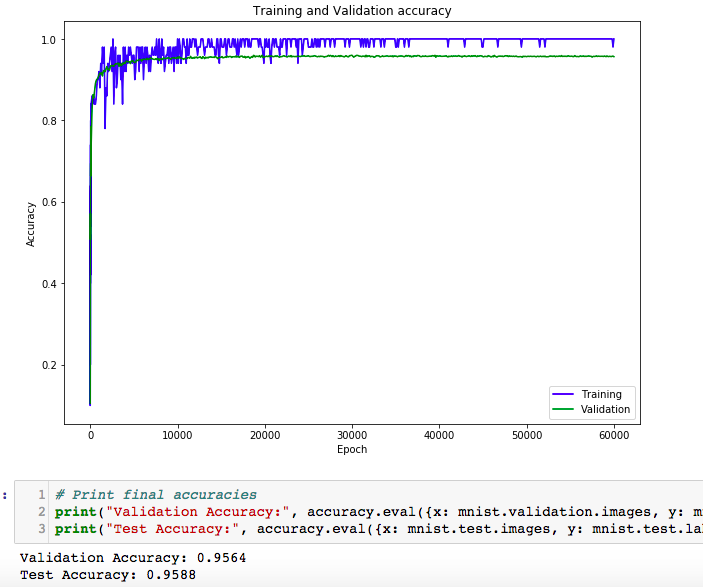 Training and Validation accuracy
1.0
0.8
0.6
0.4
0.2
Accuracy
0 10000 20000 30000 40000 50000 60000
Epoch
Training
Validation
: 1 # Print final accuracies
2 print("Validation Accuracy:", accuracy.eval({x: mnist.validation.images, y:
3 print("Test Accuracy:", accuracy.eval({x: mnist.test.images, y: mnist.test.
Validation Accuracy: 0.9564
Test Accuracy: 0.9588